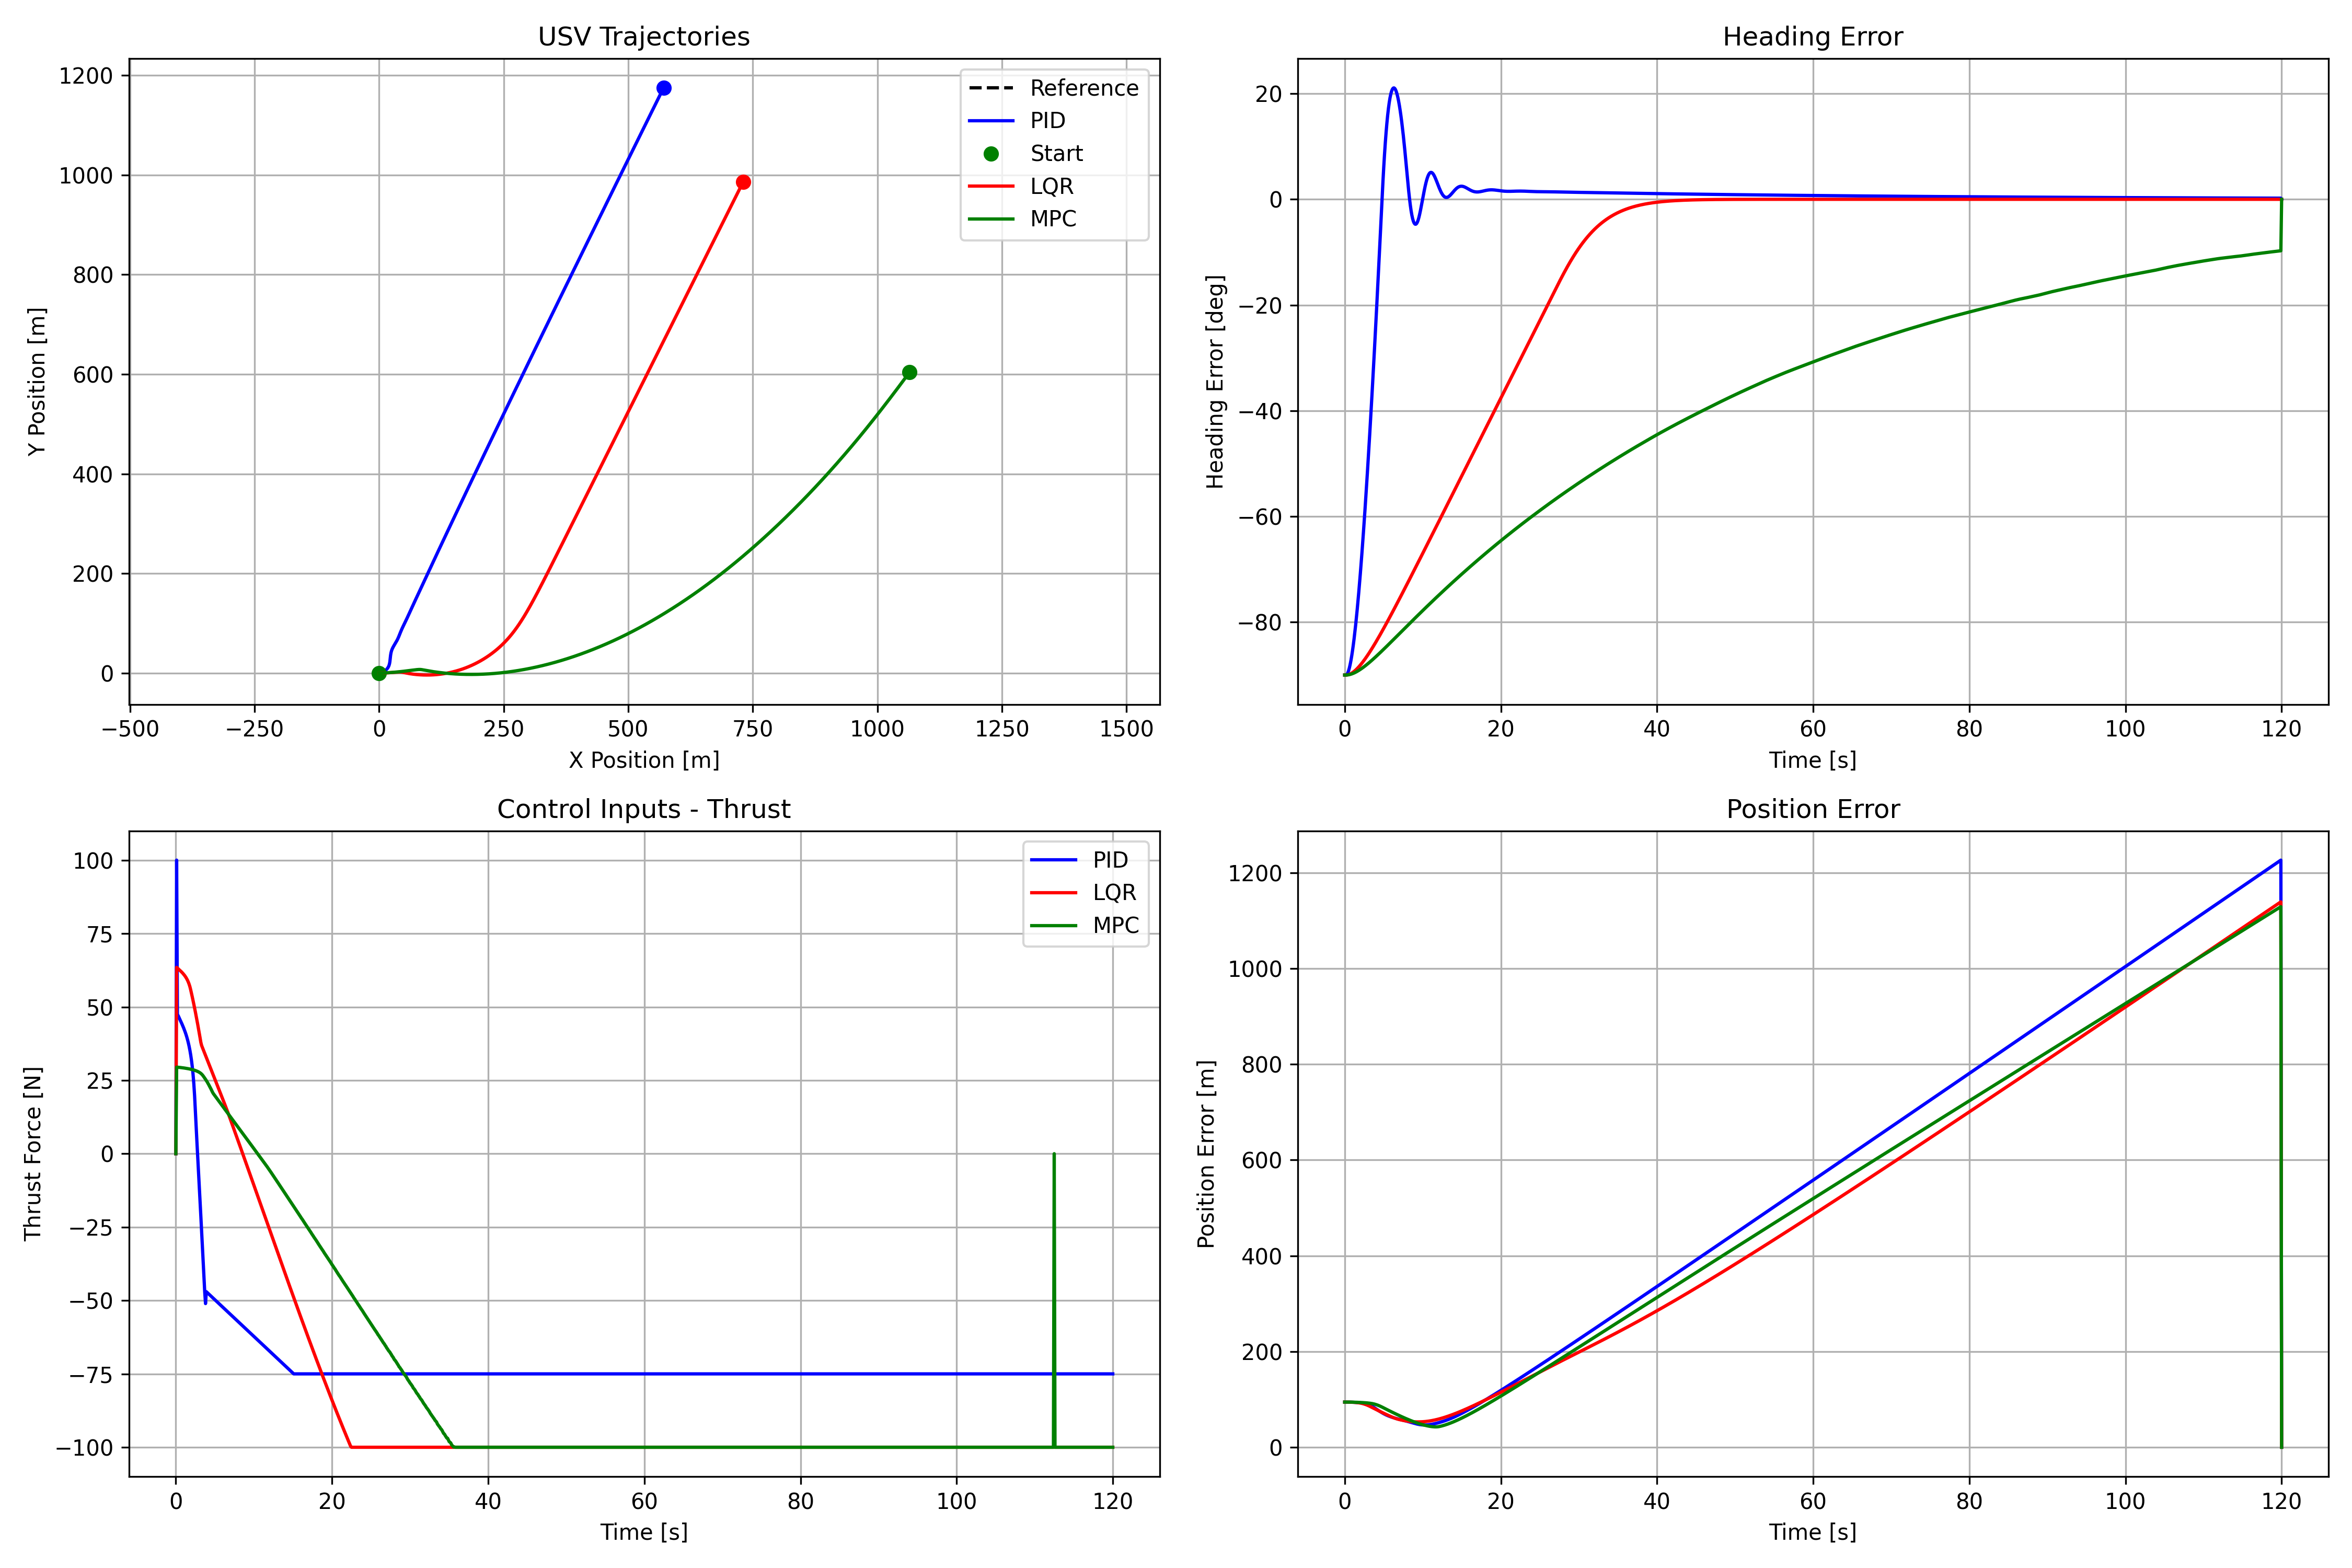 USV Trajectories
1200
1000
800
600
400
200
0
Y Position [m]
−500
−250
0
250
500
750
1000
1250
1500
X Position [m]
Reference
PID
Start
LQR
MPC
Heading Error
20
0
−20
−40
−60
−80
Heading Error [deg]
0
20
40
60
80
100
120
Time [s]
Control Inputs - Thrust
100
75
50
25
0
−25
−50
−75
−100
Thrust Force [N]
0
20
40
60
80
100
120
Time [s]
PID
LQR
MPC
Position Error
1200
1000
800
600
400
200
0
Position Error [m]
0
20
40
60
80
100
120
Time [s]